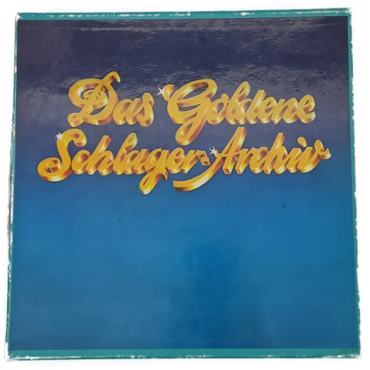 Das Goldene
Schlager-Archiv